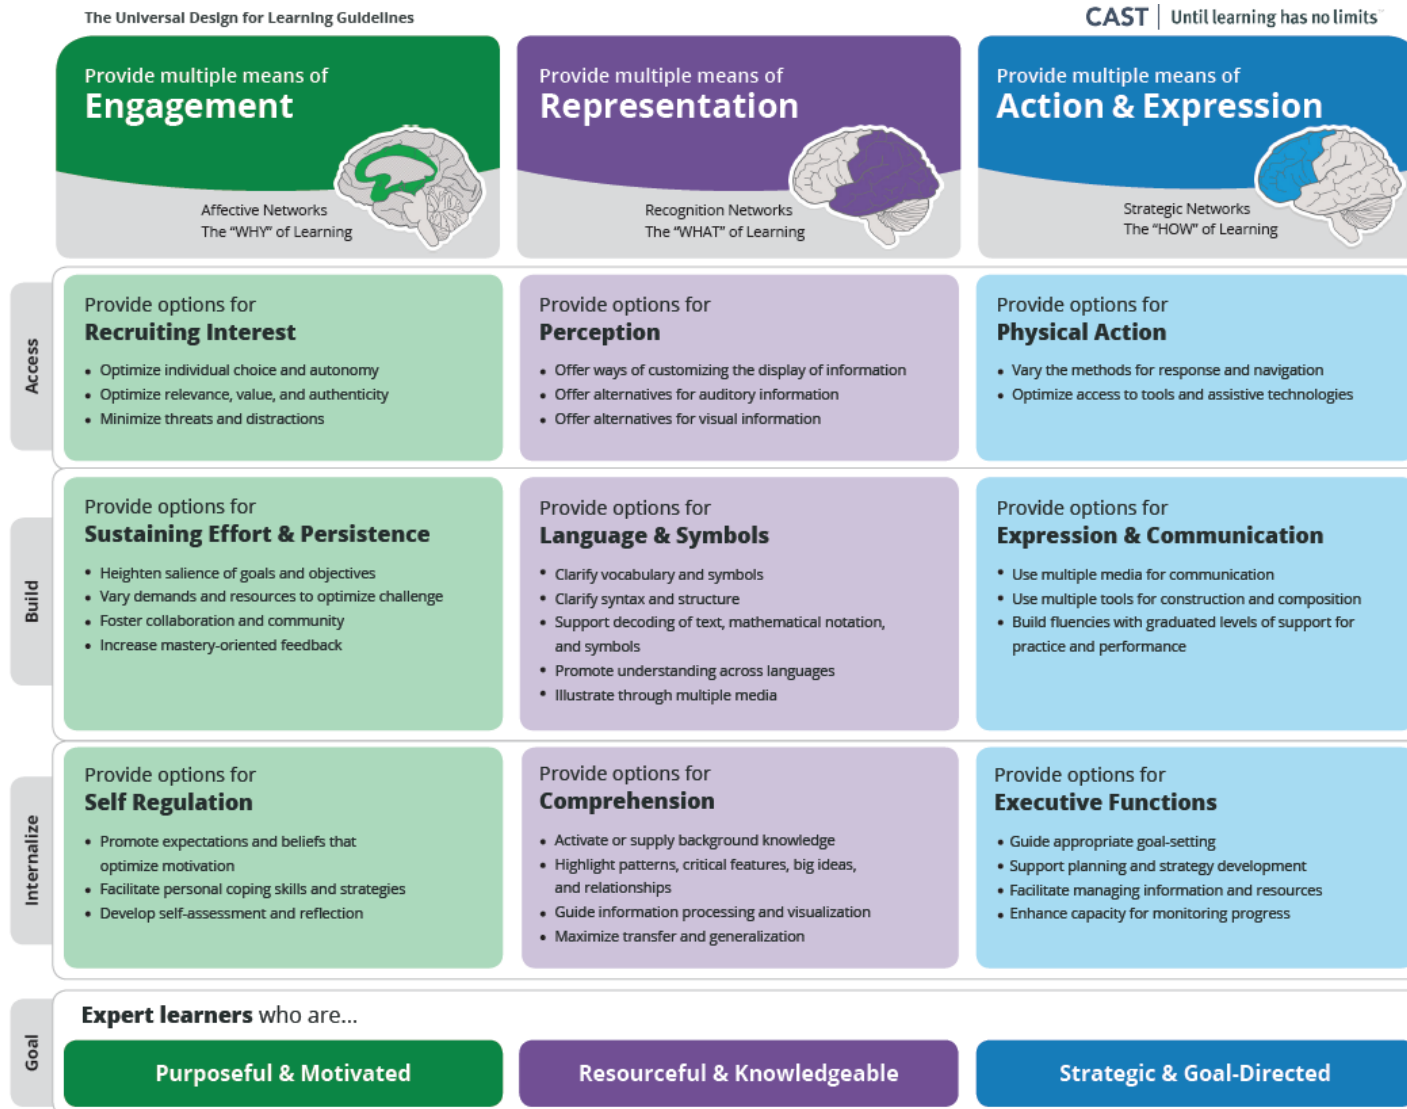 The Universal Design for Learning Guidelines
CAST | Until learning has no limits™
Provide multiple means of
Engagement
Affective Networks
The “WHY” of Learning
Provide multiple means of
Representation
Recognition Networks
The “WHAT” of Learning
Provide multiple means of
Action & Expression
Strategic Networks
The “HOW” of Learning
Access
Provide options for
Recruiting Interest
• Optimize individual choice and autonomy
• Optimize relevance, value, and authenticity
• Minimize threats and distractions
Provide options for
Perception
• Offer ways of customizing the display of information
• Offer alternatives for auditory information
• Offer alternatives for visual information
Provide options for
Physical Action
• Vary the methods for response and navigation
• Optimize access to tools and assistive technologies
Build
Provide options for
Sustaining Effort & Persistence
• Heighten salience of goals and objectives
• Vary demands and resources to optimize challenge
• Foster collaboration and community
• Increase mastery-oriented feedback
Provide options for
Language & Symbols
• Clarify vocabulary and symbols
• Clarify syntax and structure
• Support decoding of text, mathematical notation,
and symbols
• Promote understanding across languages
• Illustrate through multiple media
Provide options for
Expression & Communication
• Use multiple media for communication
• Use multiple tools for construction and composition
• Build fluencies with graduated levels of support for
practice and performance
Internalize
Provide options for
Self Regulation
• Promote expectations and beliefs that
optimize motivation
• Facilitate personal coping skills and strategies
• Develop self-assessment and reflection
Provide options for
Comprehension
• Activate or supply background knowledge
• Highlight patterns, critical features, big ideas,
and relationships
• Guide information processing and visualization
• Maximize transfer and generalization
Provide options for
Executive Functions
• Guide appropriate goal-setting
• Support planning and strategy development
• Facilitate managing information and resources
• Enhance capacity for monitoring progress
Goal
Expert learners who are...
Purposeful & Motivated
Resourceful & Knowledgeable
Strategic & Goal-Directed